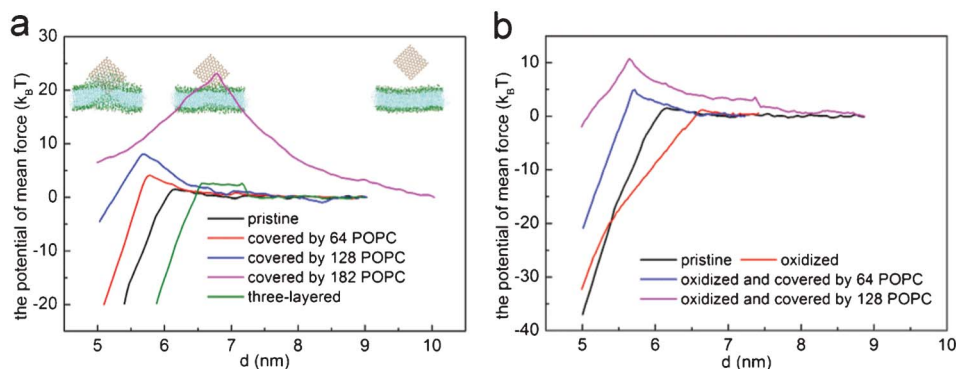 a
the potential of mean force (kBT)
30
20
10
0
-10
-20
pristine
covered by 64 POPC
covered by 128 POPC
covered by 182 POPC
three-layered
5 6 7 8 9 10
d (nm)
b
the potential of mean force (kBT)
10
0
-10
-20
-30
-40
pristine oxidized
oxidized and covered by 64 POPC
oxidized and covered by 128 POPC
5 6 7 8 9 10
d (nm)